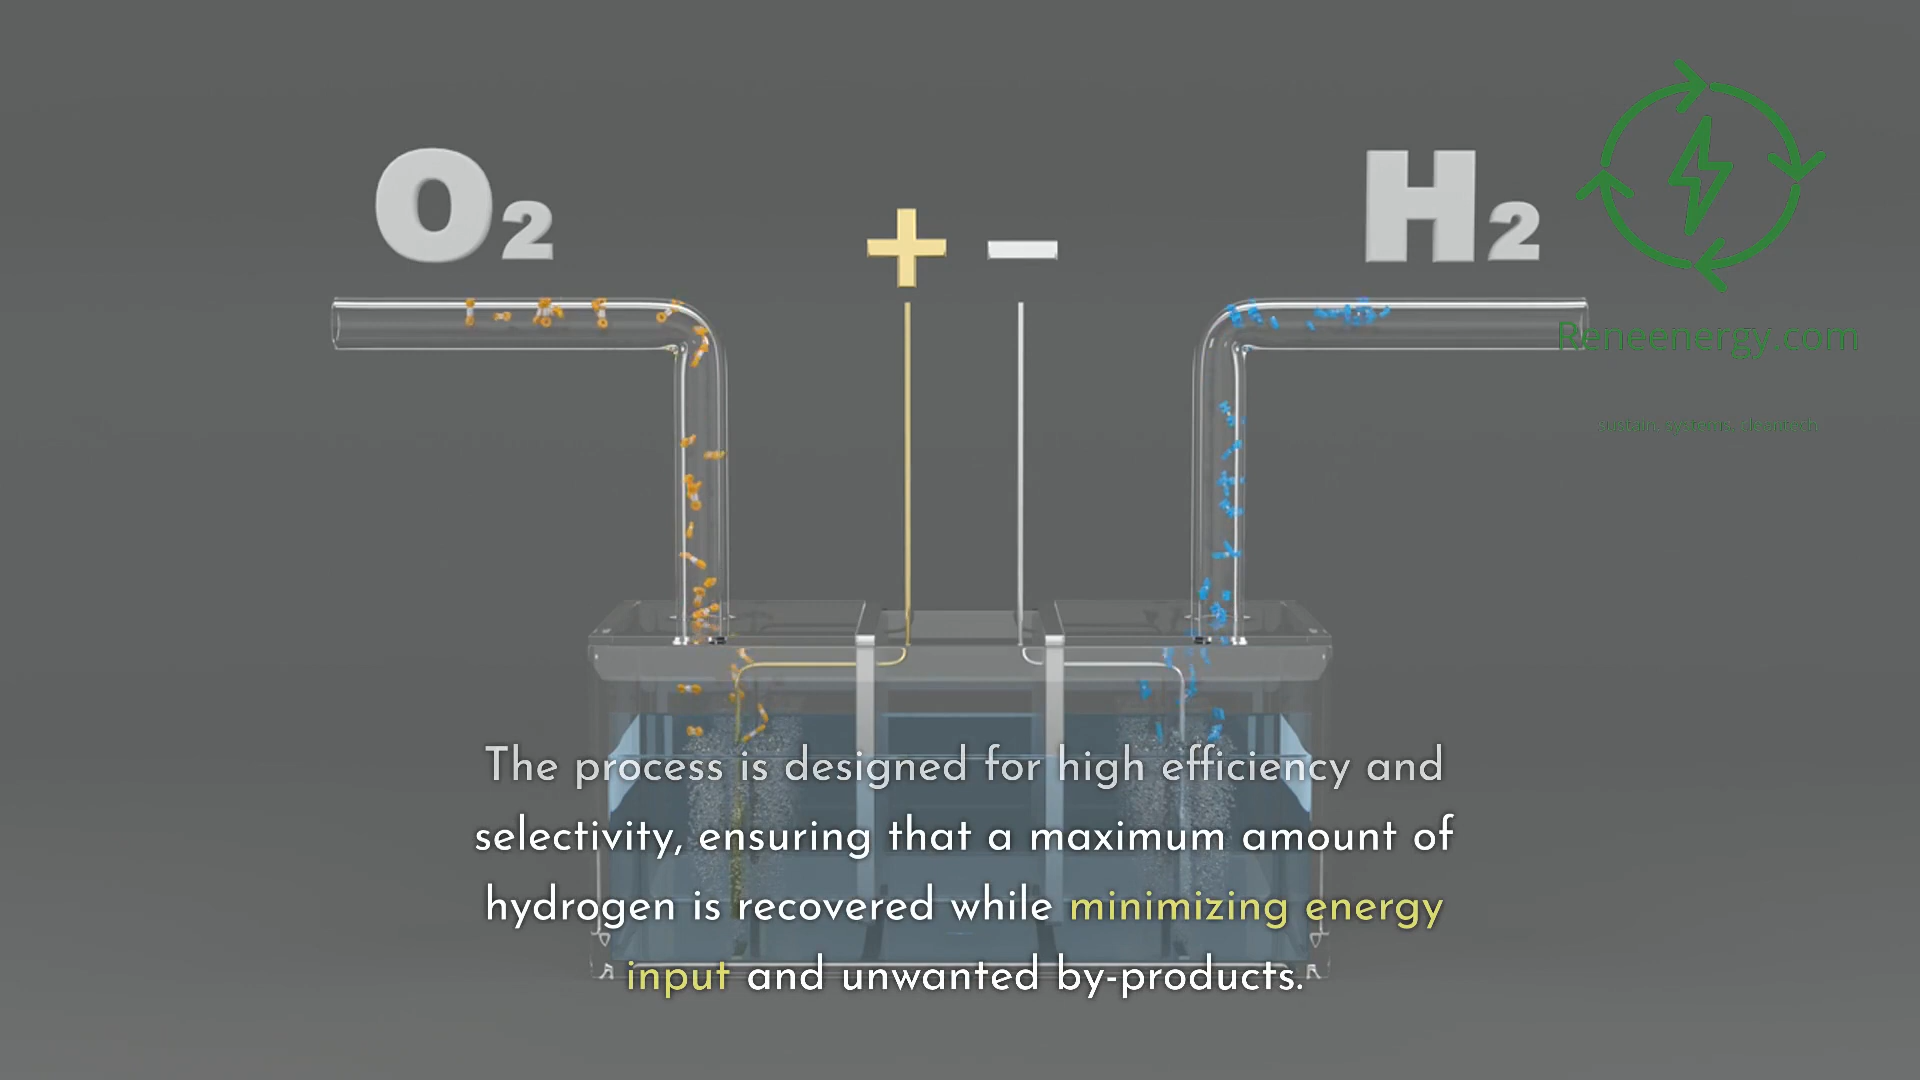 O2
+ −
H2
Reneenergy.com
The process is designed for high efficiency and
selectivity, ensuring that a maximum amount of
hydrogen is recovered while minimizing energy
input and unwanted by-products.